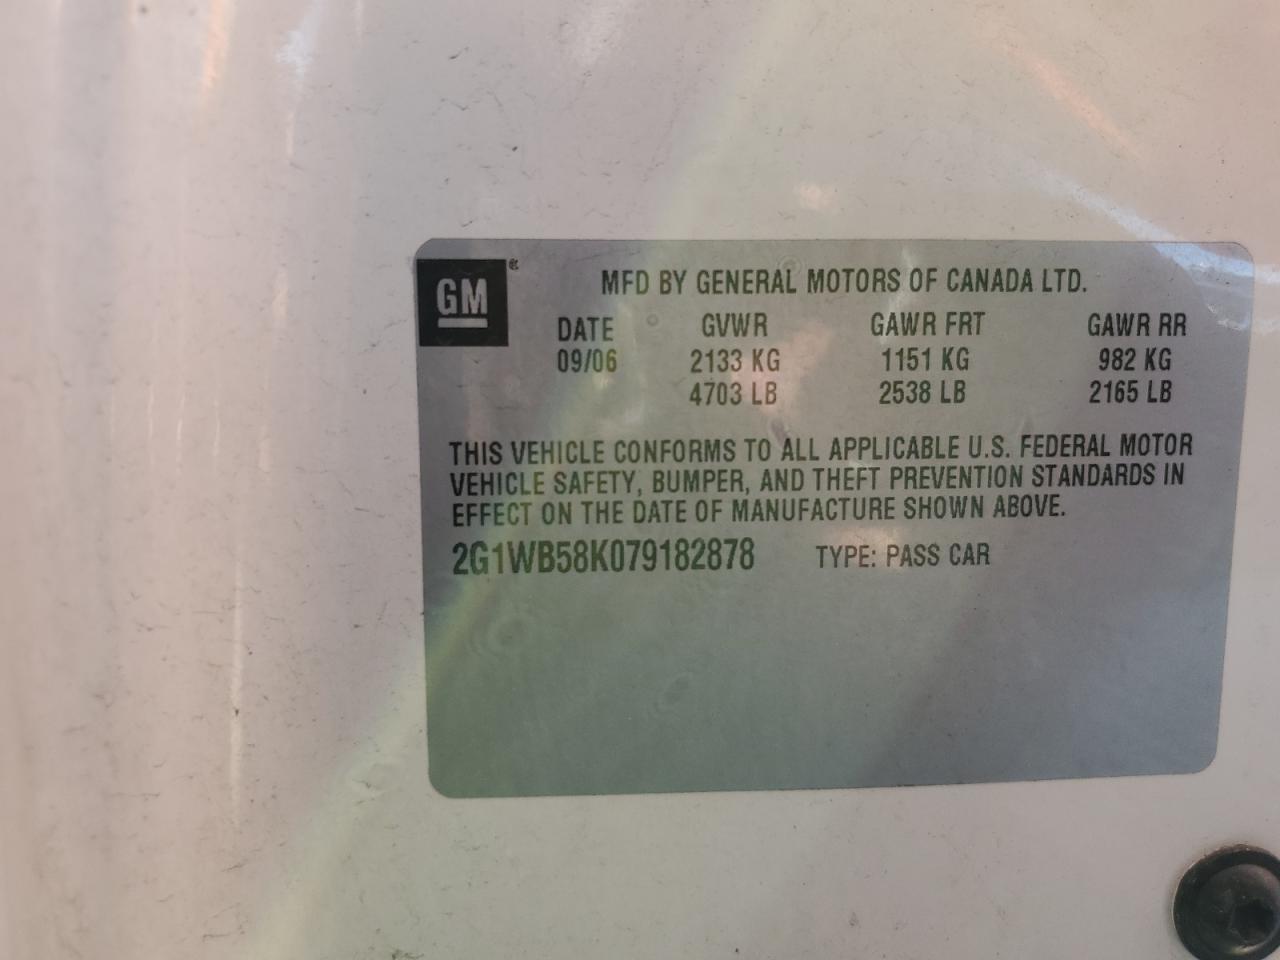 GM
MFD BY GENERAL MOTORS OF CANADA LTD.
DATE GVWR GAWR FRT GAWR RR
09/06 2133 KG 1151 KG 982 KG
4703 LB 2538 LB 2165 LB
THIS VEHICLE CONFORMS TO ALL APPLICABLE U.S. FEDERAL MOTOR
VEHICLE SAFETY, BUMPER, AND THEFT PREVENTION STANDARDS IN
EFFECT ON THE DATE OF MANUFACTURE SHOWN ABOVE.
2G1WB58K079182878 TYPE: PASS CAR